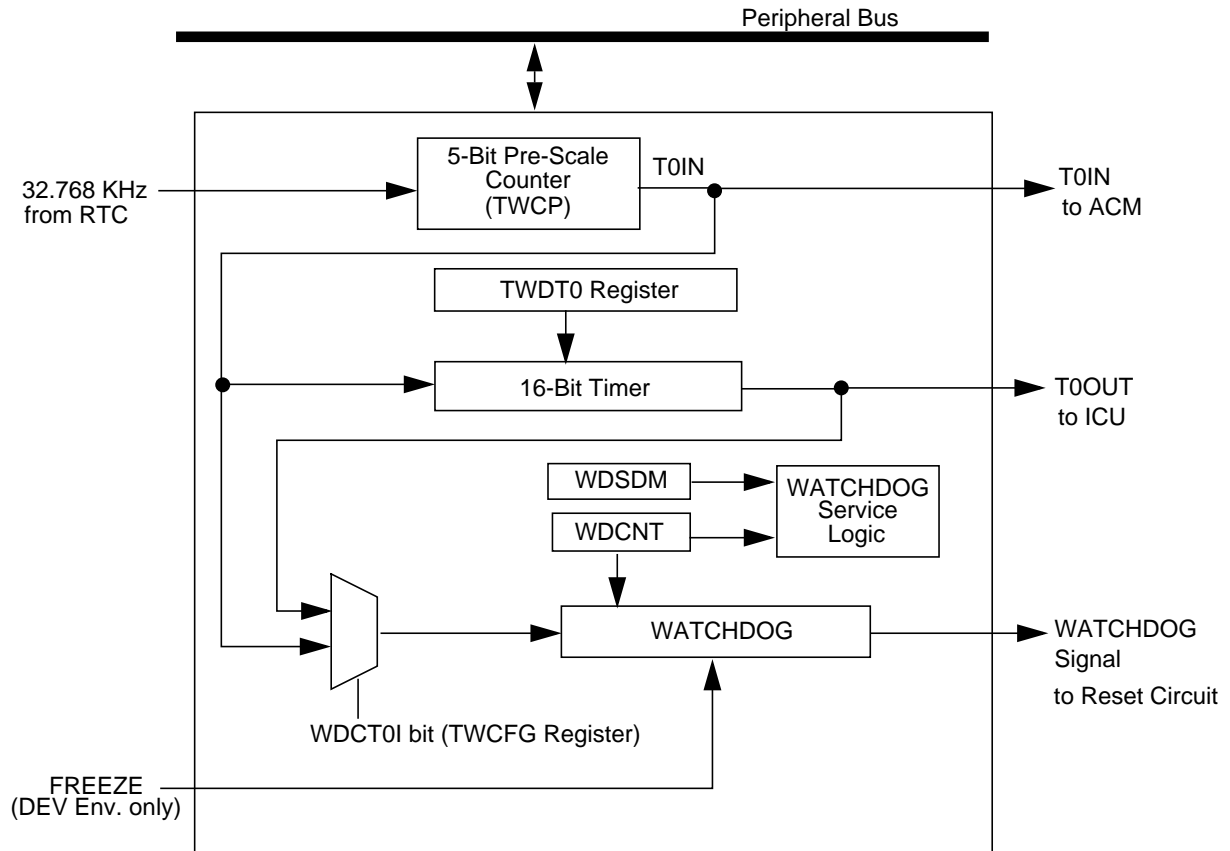 Peripheral Bus
5-Bit Pre-Scale
Counter
(TWCP)
T0IN
32.768 KHz
from RTC
T0IN
to ACM
TWDT0 Register
16-Bit Timer
T0OUT
to ICU
WDSDM
WATCHDOG
Service
Logic
WDCNT
WATCHDOG
WATCHDOG
Signal
to Reset Circuit
WDCT0I bit (TWCFG Register)
FREEZE
(DEV Env. only)